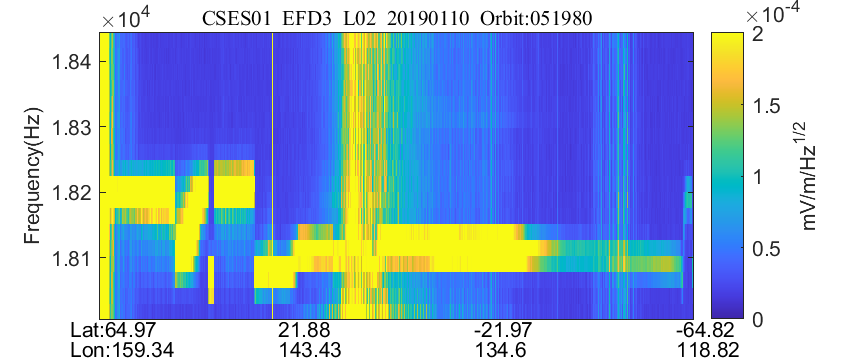 ×10⁴ CSES01 EFD3 L02 20190110 Orbit:051980 ×10⁻⁴
1.84
1.83
1.82
1.81
Frequency(Hz)
2
1.5
1
0.5
0
mV/m/Hz^1/2
Lat:64.97 21.88 -21.97 -64.82
Lon:159.34 143.43 134.6 118.82